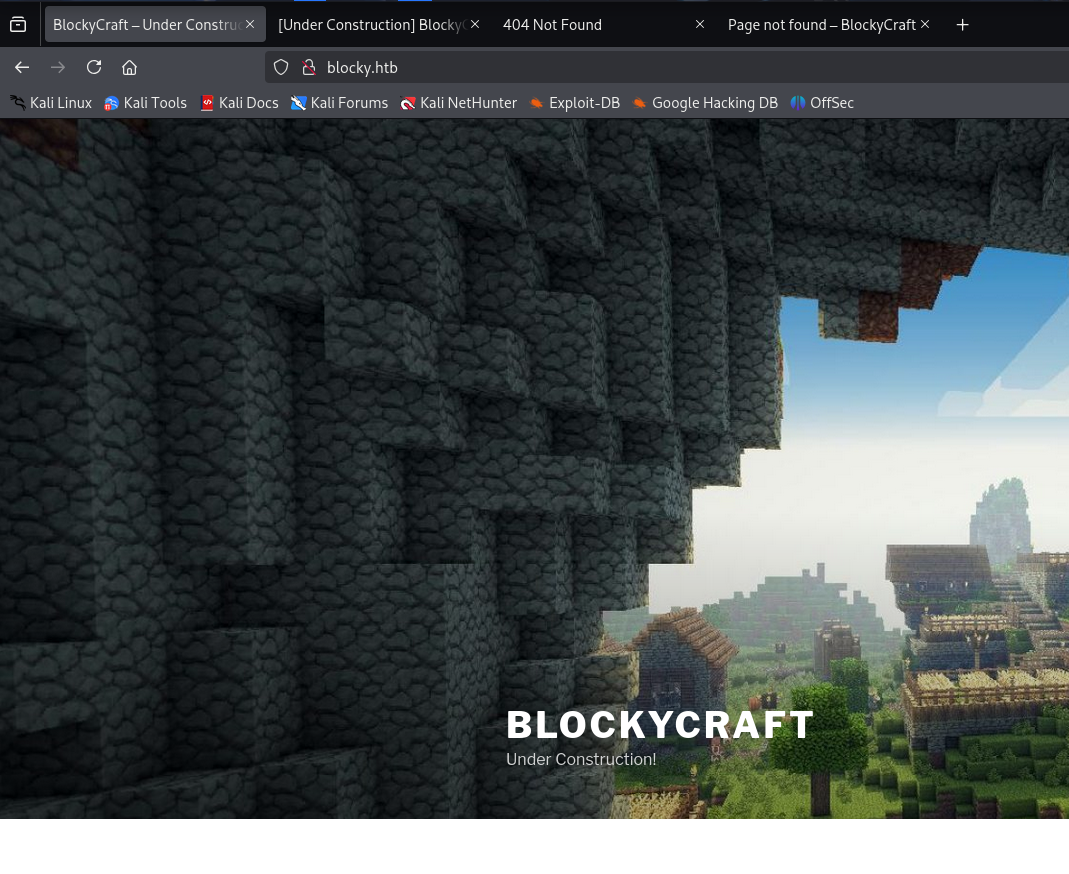 BlockyCraft – Under Construc
[Under Construction] Blocky
404 Not Found
Page not found – BlockyCraft
blocky.htb
Kali Linux
Kali Tools
Kali Docs
Kali Forums
Kali NetHunter
Exploit-DB
Google Hacking DB
OffSec
BLOCKYCRAFT
Under Construction!